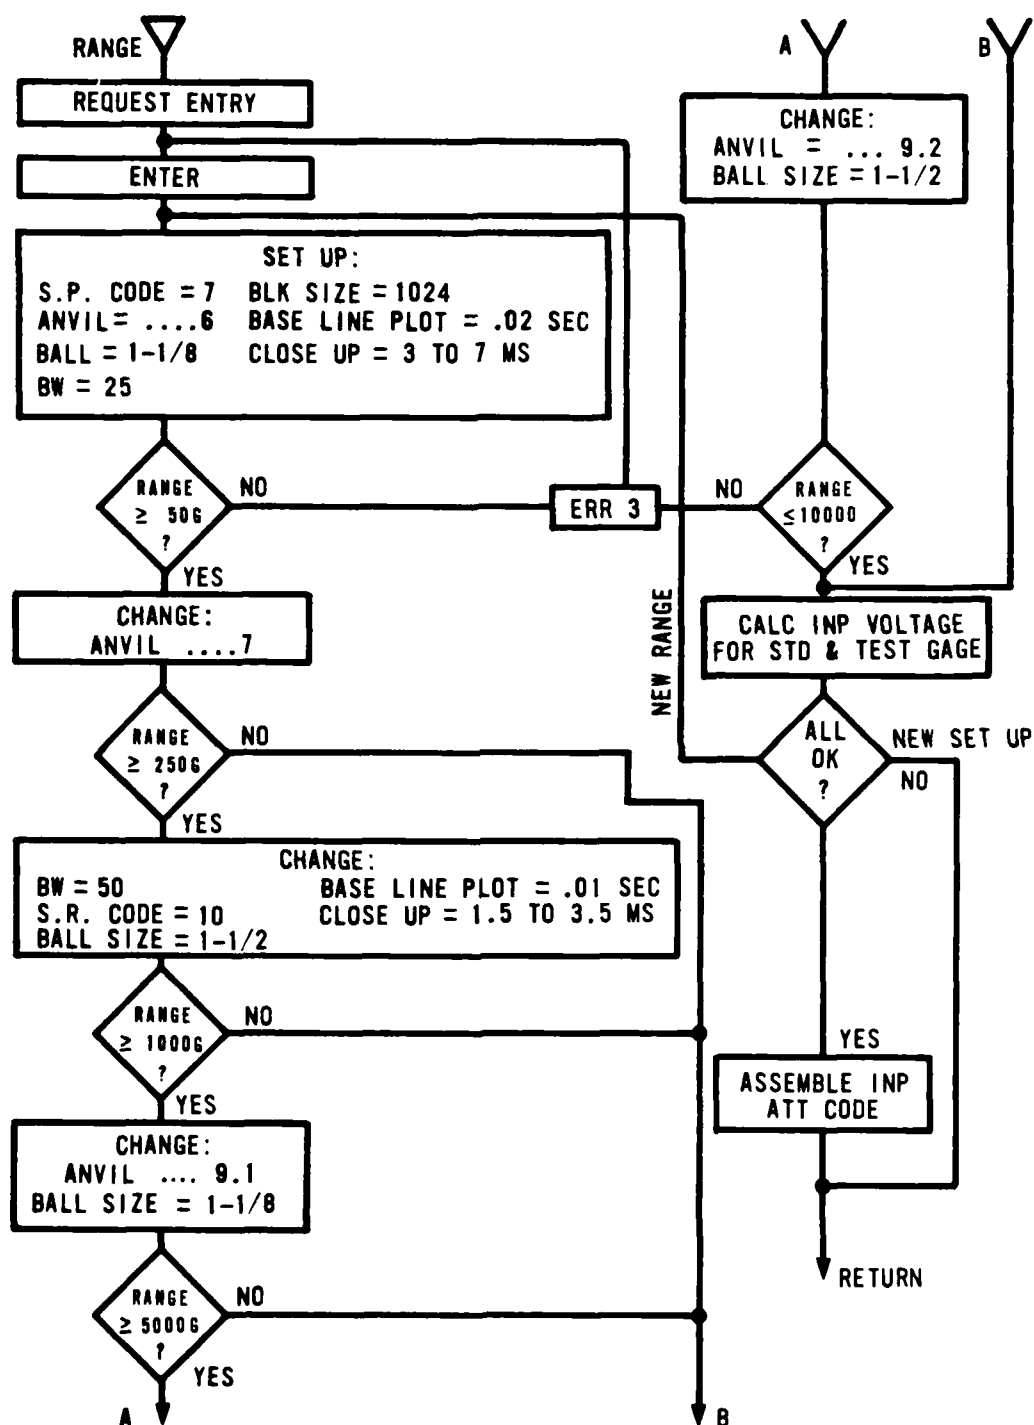 RANGE
REQUEST ENTRY
ENTER
SET UP:
S.P. CODE = 7 BLK SIZE = 1024
ANVIL= ....6 BASE LINE PLOT = .02 SEC
BALL = 1-1/8 CLOSE UP = 3 TO 7 MS
BW = 25
RANGE
≥ 50G
?
NO
YES
ERR 3
CHANGE:
ANVIL ....7
RANGE
≥ 250G
?
NO
YES
CHANGE:
BW = 50 BASE LINE PLOT = .01 SEC
S.R. CODE = 10 CLOSE UP = 1.5 TO 3.5 MS
BALL SIZE = 1-1/2
RANGE
≥ 1000G
?
NO
YES
CHANGE:
ANVIL .... 9.1
BALL SIZE = 1-1/8
RANGE
≥ 5000G
?
NO
YES
A
B
A
B
CHANGE:
ANVIL = ... 9.2
BALL SIZE = 1-1/2
NO
RANGE
≤10000
?
YES
CALC INP VOLTAGE
FOR STD & TEST GAGE
NEW RANGE
ALL
OK
?
NEW SET UP
NO
YES
ASSEMBLE INP
ATT CODE
RETURN